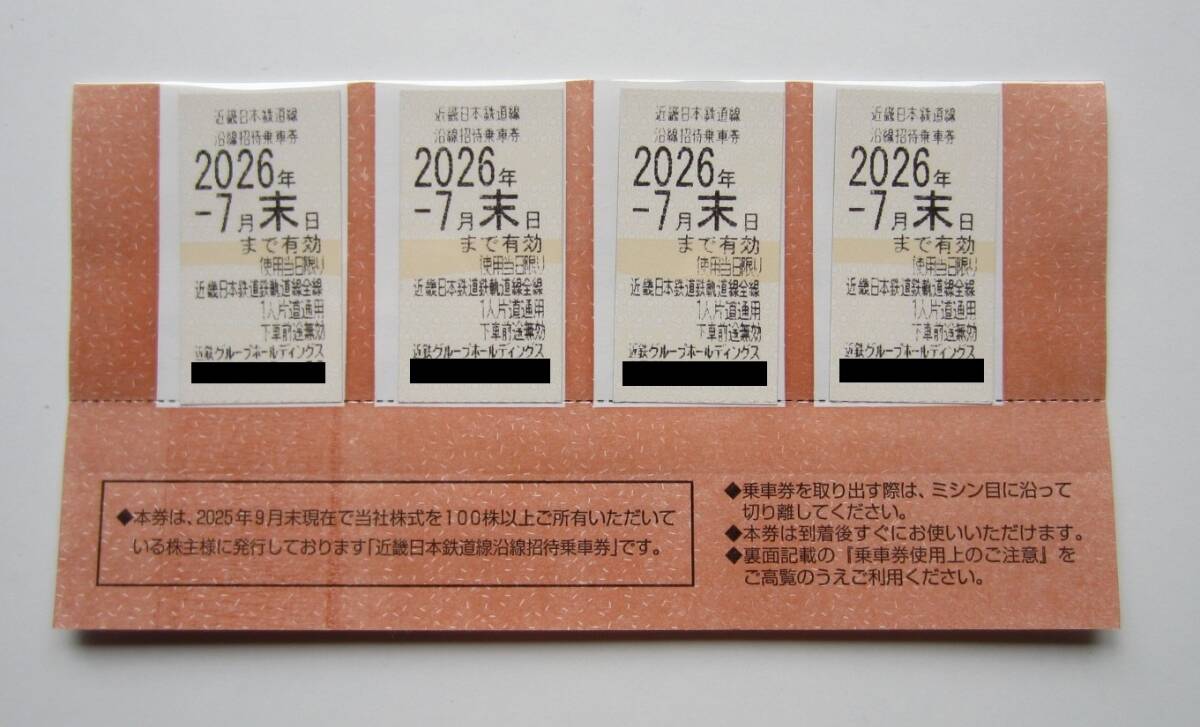 近畿日本鉄道線
沿線招待乗車券
2026年
-7月末日
まで有効
使用当日限り
近畿日本鉄道鉄軌道線全線
1人片道通用
下車前途無効
近鉄グループホールディングス
近畿日本鉄道線
沿線招待乗車券
2026年
-7月末日
まで有効
使用当日限り
近畿日本鉄道鉄軌道線全線
1人片道通用
下車前途無効
近鉄グループホールディングス
近畿日本鉄道線
沿線招待乗車券
2026年
-7月末日
まで有効
使用当日限り
近畿日本鉄道鉄軌道線全線
1人片道通用
下車前途無効
近鉄グループホールディングス
近畿日本鉄道線
沿線招待乗車券
2026年
-7月末日
まで有効
使用当日限り
近畿日本鉄道鉄軌道線全線
1人片道通用
下車前途無効
近鉄グループホールディングス
◆本券は、2025年9月末現在で当社株式を100株以上ご所有いただいて
いる株主様に発行しております「近畿日本鉄道線沿線招待乗車券」です。
◆乗車券を取り出す際は、ミシン目に沿って
切り離してください。
◆本券は到着後すぐにお使いいただけます。
◆裏面記載の『乗車券使用上のご注意』を
ご高覧のうえご利用ください。